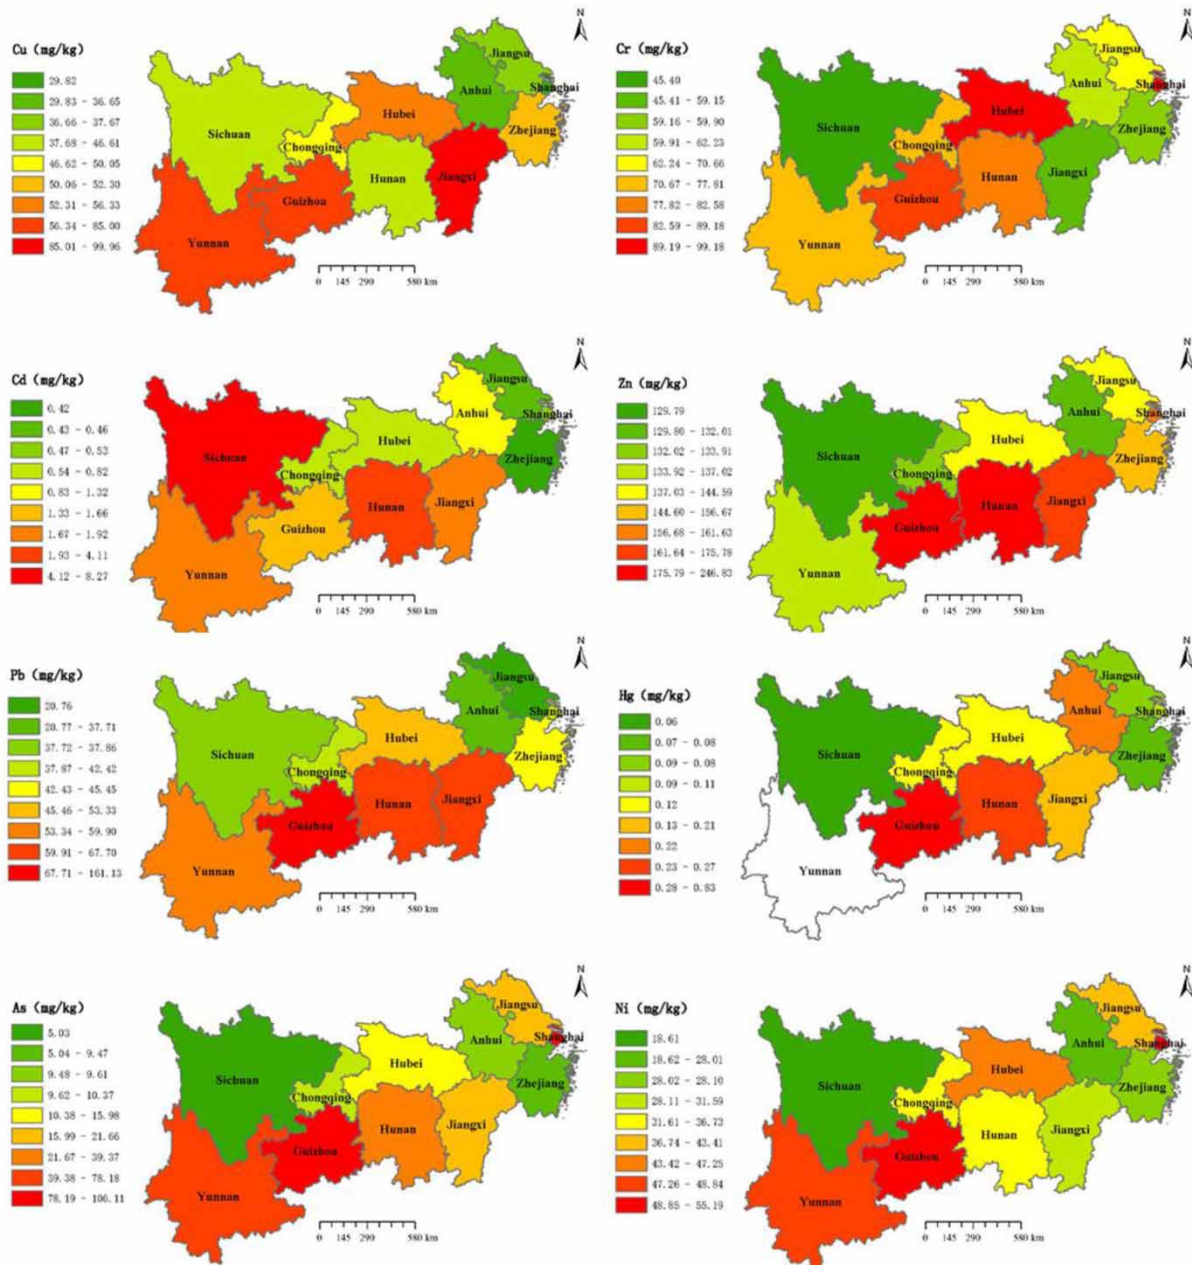 N
N
Cu (mg/kg)
29.82
29.83 - 36.65
36.66 - 37.67
37.68 - 46.61
46.62 - 50.05
50.06 - 52.30
52.31 - 56.33
56.34 - 85.00
85.01 - 99.96
Sichuan
Chongqing
Hubei
Anhui
Jiangsu
Shanghai
Zhejiang
Yunnan
Guizhou
Hunan
Jiangxi
0 145 290 580 km
Cr (mg/kg)
45.40
45.41 - 59.15
59.16 - 59.90
59.91 - 62.23
62.24 - 70.66
70.67 - 77.81
77.82 - 82.58
82.59 - 89.18
89.19 - 99.18
Sichuan
Chongqing
Hubei
Anhui
Jiangsu
Shanghai
Zhejiang
Yunnan
Guizhou
Hunan
Jiangxi
0 145 290 580 km
N
N
Cd (mg/kg)
0.42
0.43 - 0.46
0.47 - 0.53
0.54 - 0.82
0.83 - 1.32
1.33 - 1.66
1.67 - 1.92
1.93 - 4.11
4.12 - 8.27
Sichuan
Chongqing
Hubei
Anhui
Jiangsu
Shanghai
Zhejiang
Yunnan
Guizhou
Hunan
Jiangxi
0 145 290 580 km
Zn (mg/kg)
129.79
129.80 - 132.01
132.02 - 133.91
133.92 - 137.02
137.03 - 144.59
144.60 - 156.67
156.68 - 161.63
161.64 - 175.78
175.79 - 246.83
Sichuan
Chongqing
Hubei
Anhui
Jiangsu
Shanghai
Zhejiang
Yunnan
Guizhou
Hunan
Jiangxi
0 145 290 580 km
N
N
Pb (mg/kg)
20.76
20.77 - 37.71
37.72 - 37.86
37.87 - 42.42
42.43 - 45.45
45.46 - 53.33
53.34 - 59.90
59.91 - 67.70
67.71 - 161.13
Sichuan
Chongqing
Hubei
Anhui
Jiangsu
Shanghai
Zhejiang
Yunnan
Guizhou
Hunan
Jiangxi
0 145 290 580 km
Hg (mg/kg)
0.06
0.07 - 0.08
0.09 - 0.08
0.09 - 0.11
0.12
0.13 - 0.21
0.22
0.23 - 0.27
0.28 - 0.83
Sichuan
Chongqing
Hubei
Anhui
Jiangsu
Shanghai
Zhejiang
Yunnan
Guizhou
Hunan
Jiangxi
0 145 290 580 km
N
N
As (mg/kg)
5.03
5.04 - 9.47
9.48 - 9.61
9.62 - 10.37
10.38 - 15.98
15.99 - 21.66
21.67 - 39.37
39.38 - 78.18
78.19 - 106.11
Sichuan
Chongqing
Hubei
Anhui
Jiangsu
Shanghai
Zhejiang
Yunnan
Guizhou
Hunan
Jiangxi
0 145 290 580 km
Ni (mg/kg)
18.61
18.62 - 28.01
28.02 - 28.10
28.11 - 31.59
31.61 - 36.73
36.74 - 43.41
43.42 - 47.25
47.26 - 48.84
48.85 - 55.19
Sichuan
Chongqing
Hubei
Anhui
Jiangsu
Shanghai
Zhejiang
Yunnan
Guizhou
Hunan
Jiangxi
0 145 290 580 km